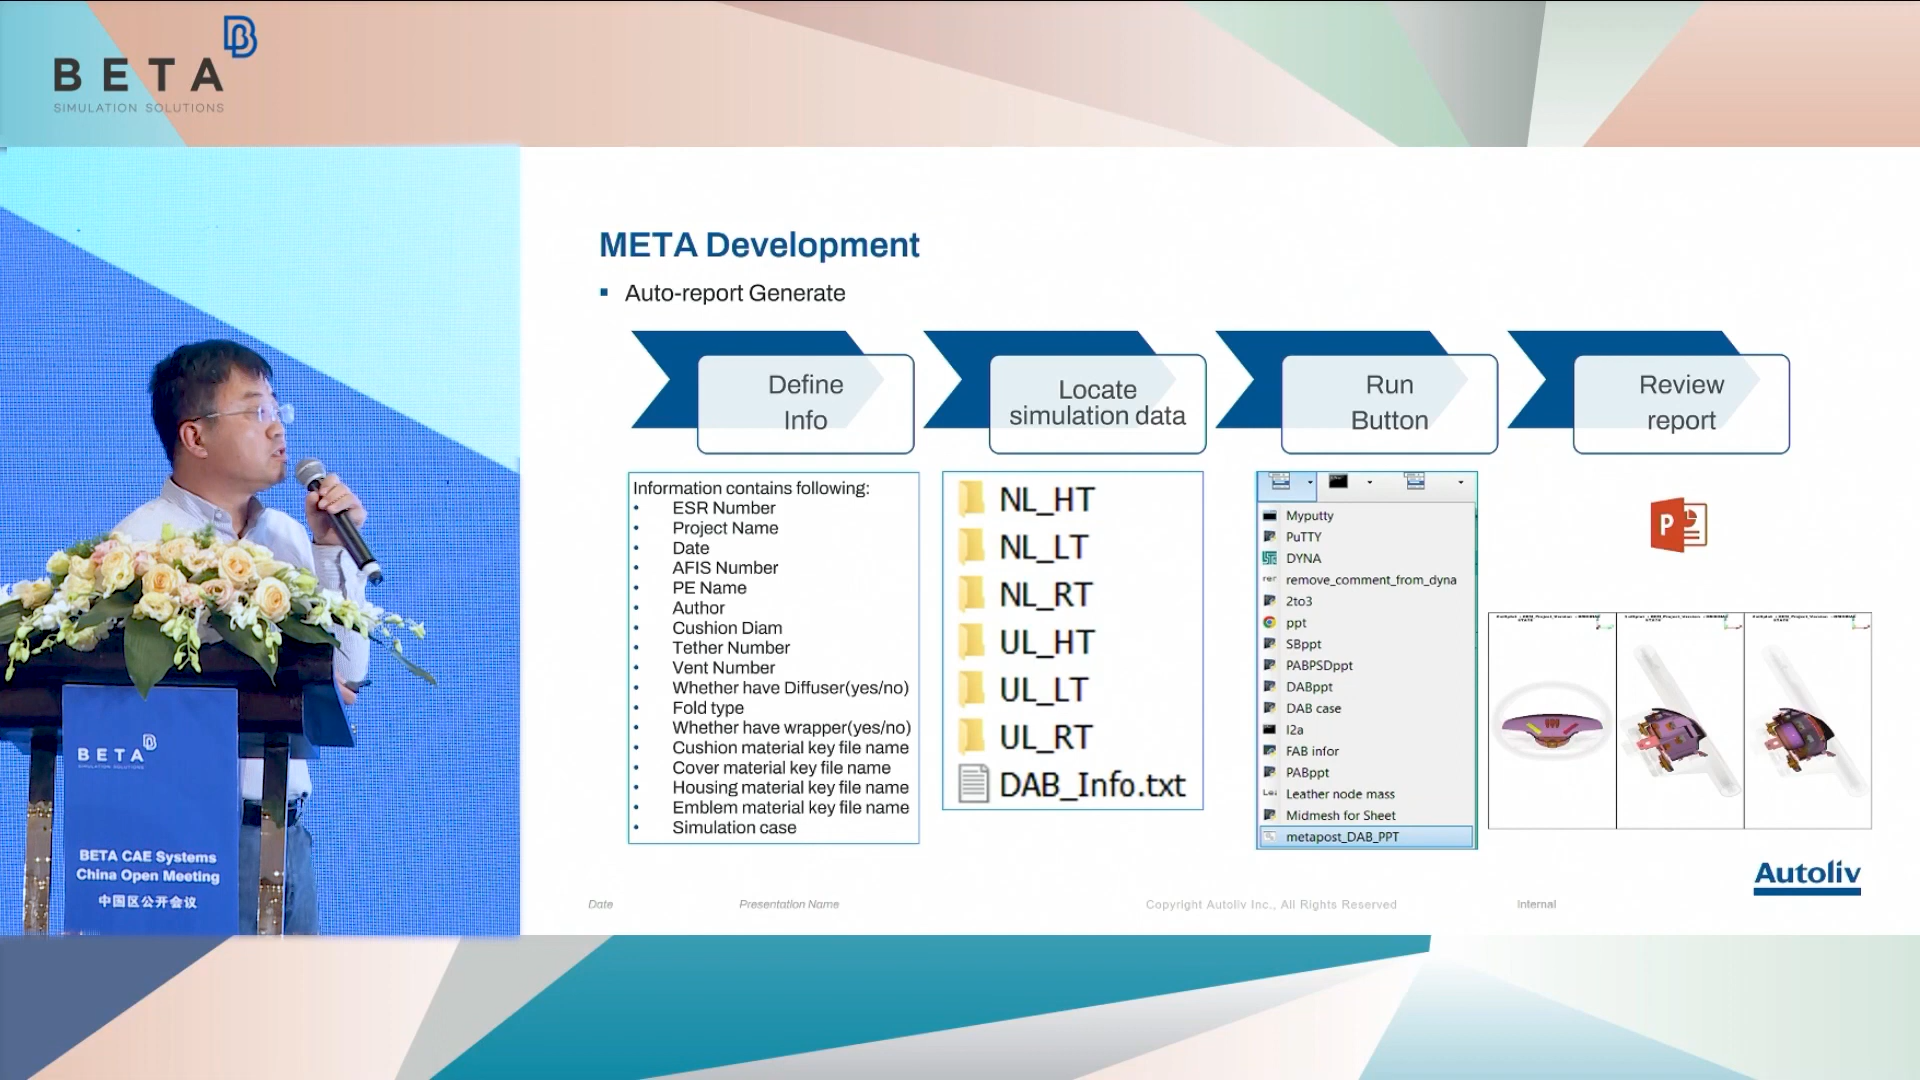 BETA
SIMULATION SOLUTIONS
META Development
Auto-report Generate
Define
Info
Locate
simulation data
Run
Button
Review
report
Information contains following:
• ESR Number
• Project Name
• Date
• AFIS Number
• PE Name
• Author
• Cushion Diam
• Tether Number
• Vent Number
• Whether have Diffuser(yes/no)
• Fold type
• Whether have wrapper(yes/no)
• Cushion material key file name
• Cover material key file name
• Housing material key file name
• Emblem material key file name
• Simulation case
NL_HT
NL_LT
NL_RT
UL_HT
UL_LT
UL_RT
DAB_Info.txt
Myputty
PuTTY
DYNA
remove_comment_from_dyna
2to3
ppt
SBppt
PABPSDppt
DABppt
DAB case
l2a
FAB infor
PABppt
Leather node mass
Midmesh for Sheet
metapost_DAB_PPT
P
Autoliv
Date
Presentation Name
Copyright Autoliv Inc., All Rights Reserved
Internal
BETA
SIMULATION SOLUTIONS
BETA CAE Systems
China Open Meeting
中国区公开会议